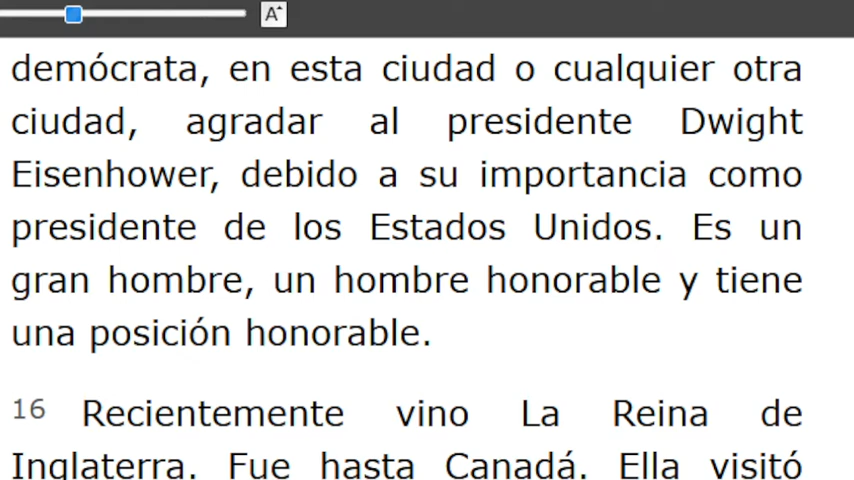 A
demócrata, en esta ciudad o cualquier otra
ciudad, agradar al presidente Dwight
Eisenhower, debido a su importancia como
presidente de los Estados Unidos. Es un
gran hombre, un hombre honorable y tiene
una posición honorable.
16 Recientemente vino La Reina de
Inglaterra. Fue hasta Canadá. Ella visitó